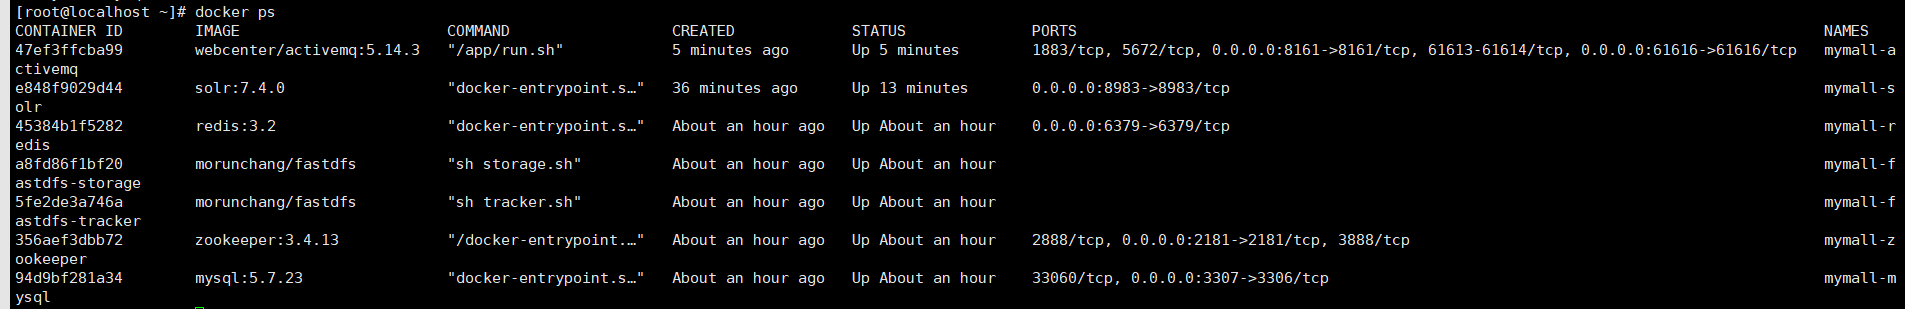 [root@localhost ~]# docker ps
CONTAINER ID        IMAGE                     COMMAND                  CREATED             STATUS              PORTS                                                                                   NAMES
47ef3ffcba99        webcenter/activemq:5.14.3   "/app/run.sh"            5 minutes ago       Up 5 minutes        1883/tcp, 5672/tcp, 0.0.0.0:8161->8161/tcp, 61613-61614/tcp, 0.0.0.0:61616->61616/tcp   mymall-a
ctivemq
e848f9029d44        solr:7.4.0                  "docker-entrypoint.s…"   36 minutes ago      Up 13 minutes       0.0.0.0:8983->8983/tcp                                                                  mymall-s
olr
45384b1f5282        redis:3.2                   "docker-entrypoint.s…"   About an hour ago   Up About an hour    0.0.0.0:6379->6379/tcp                                                                  mymall-r
edis
a8fd86f1bf20        morunchang/fastdfs          "sh storage.sh"          About an hour ago   Up About an hour                                                                                            mymall-f
astdfs-storage
5fe2de3a746a        morunchang/fastdfs          "sh tracker.sh"          About an hour ago   Up About an hour                                                                                            mymall-f
astdfs-tracker
356aef3dbb72        zookeeper:3.4.13            "/docker-entrypoint.…"   About an hour ago   Up About an hour    2888/tcp, 0.0.0.0:2181->2181/tcp, 3888/tcp                                              mymall-z
ookeeper
94d9bf281a34        mysql:5.7.23                "docker-entrypoint.s…"   About an hour ago   Up About an hour    33060/tcp, 0.0.0.0:3307->3306/tcp                                                       mymall-m
ysql